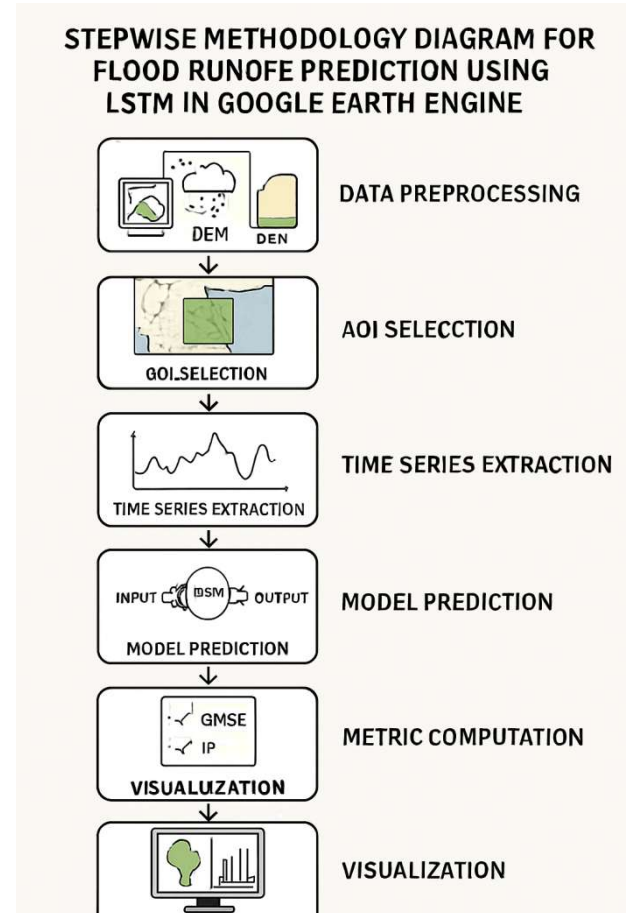 STEPWISE METHODOLOGY DIAGRAM FOR
FLOOD RUNOFE PREDICTION USING
LSTM IN GOOGLE EARTH ENGINE
DEM
DEN
DATA PREPROCESSING
GOI.SELECTION
AOI SELECCTION
TIME SERIES EXTRACTION
TIME SERIES EXTRACTION
INPUT
OUTPUT
MODEL PREDICTION
MODEL PREDICTION
GMSE
IP
VISUALUZATION
METRIC COMPUTATION
VISUALIZATION